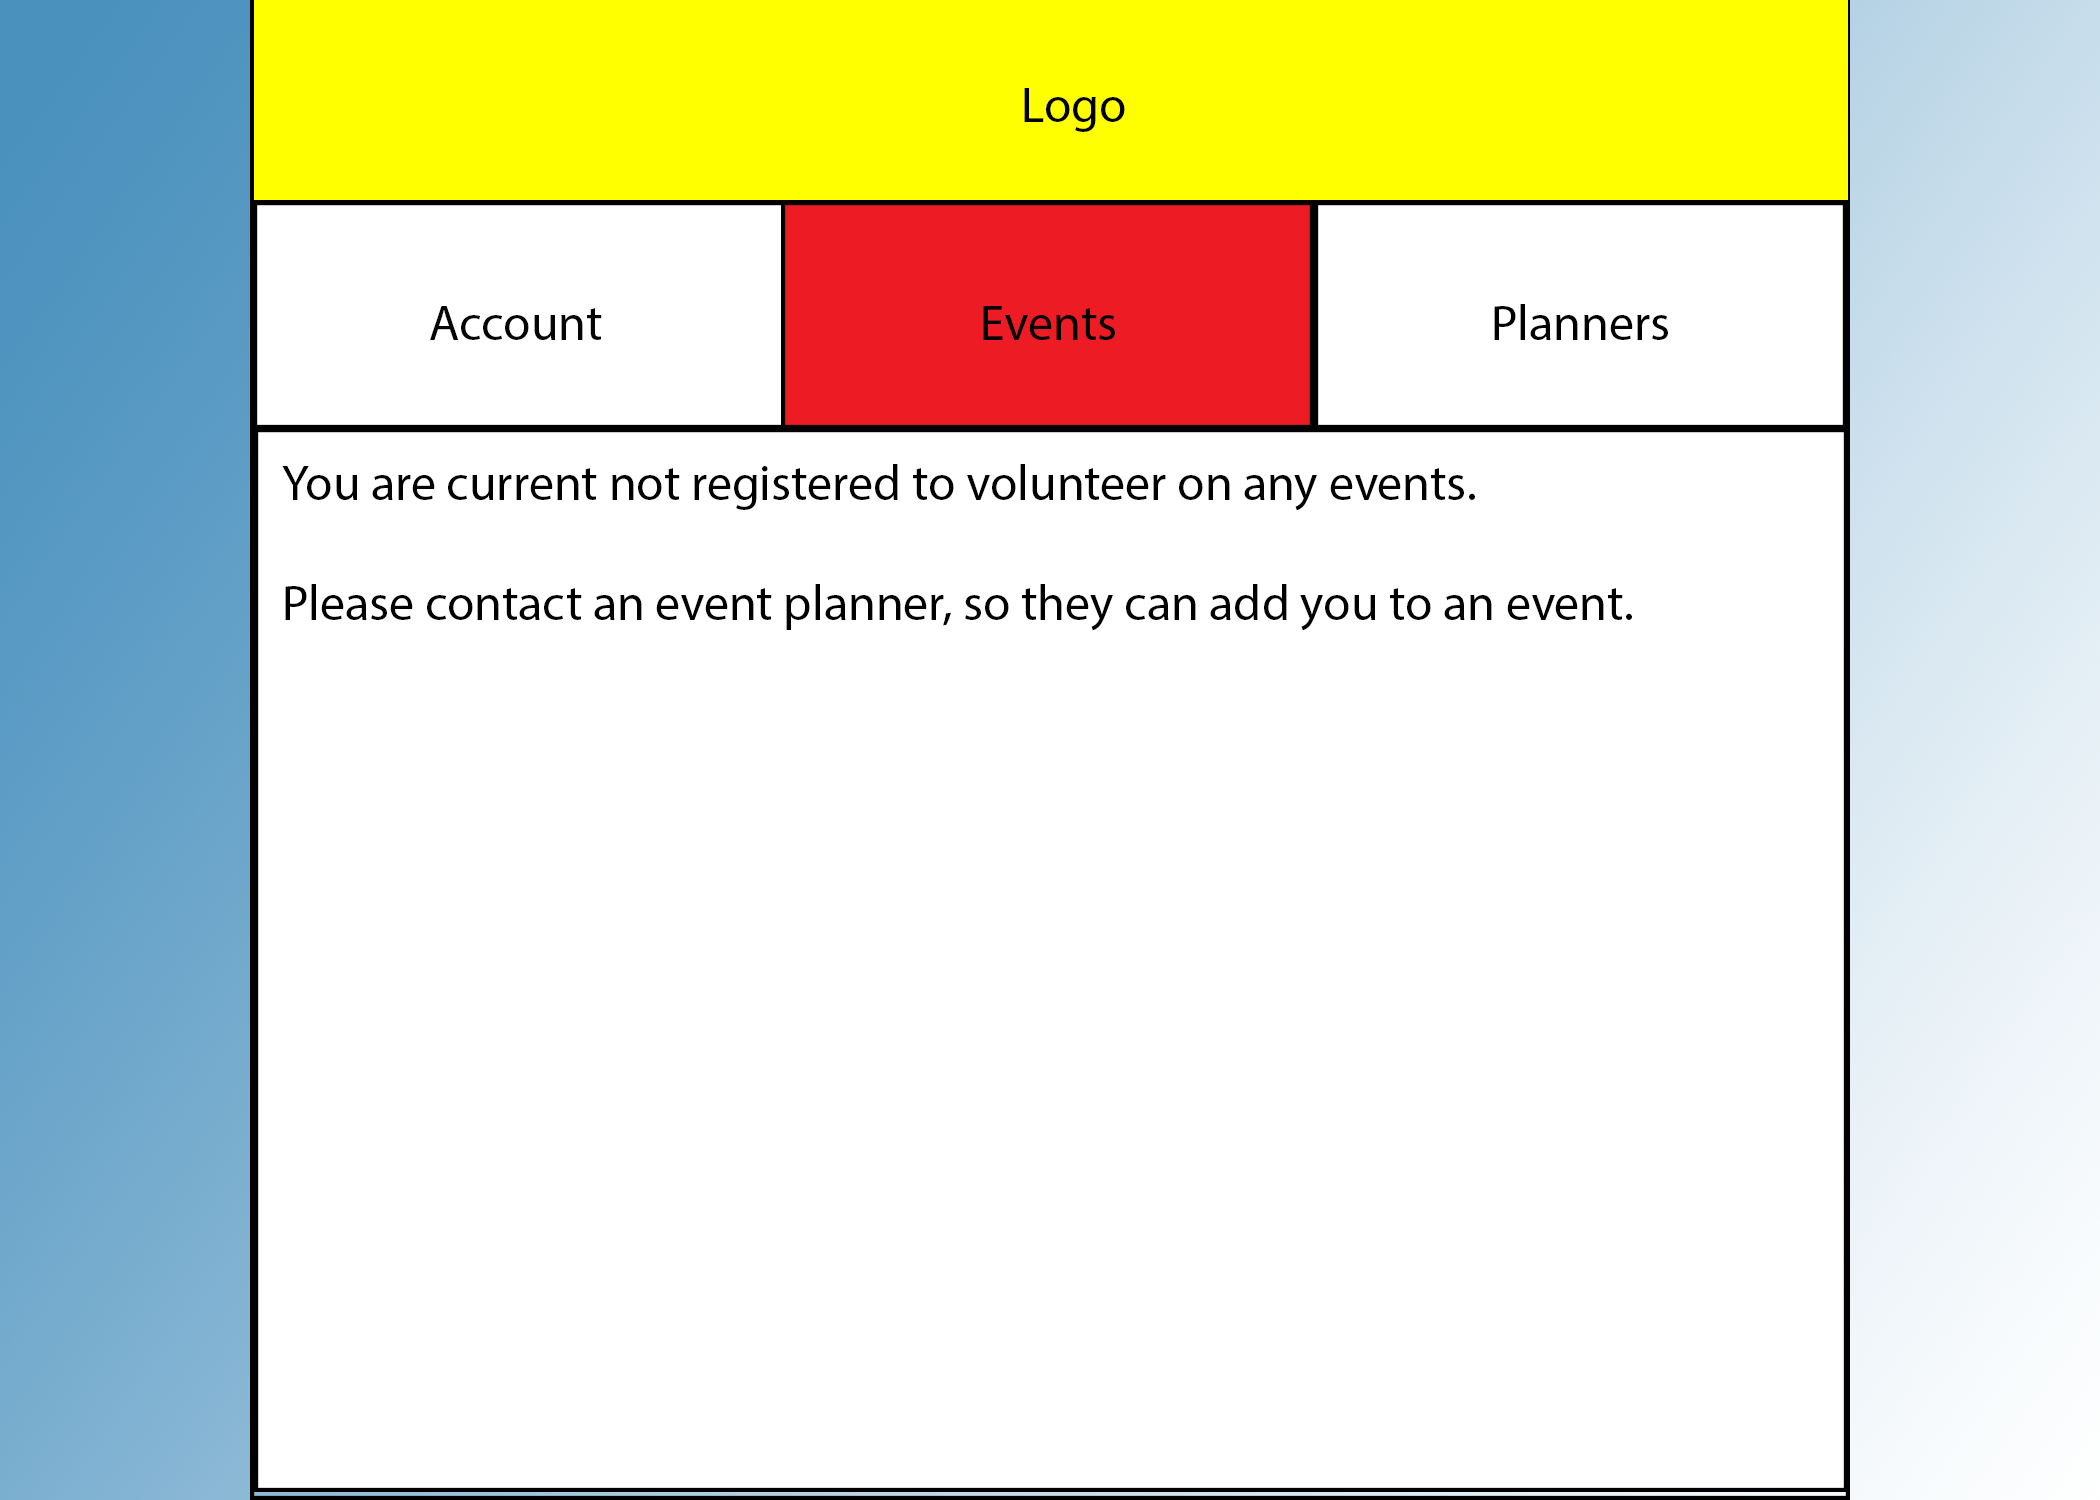 Logo
Account
Events
Planners
You are current not registered to volunteer on any events.
Please contact an event planner, so they can add you to an event.